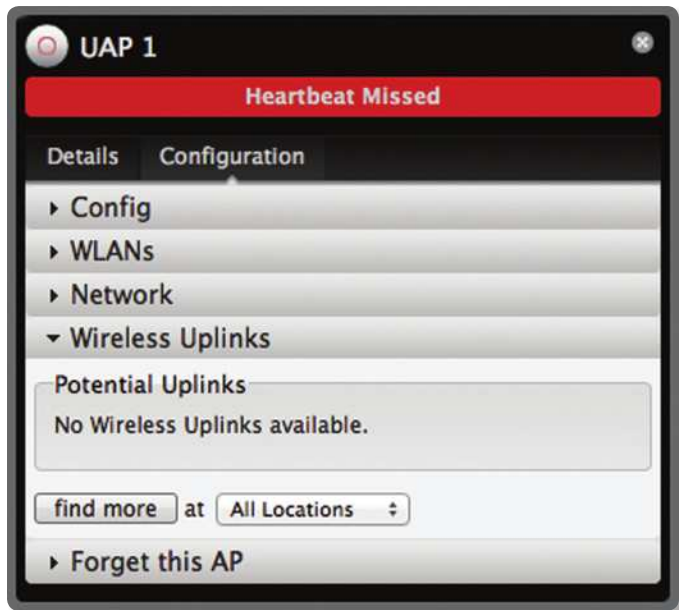 UAP 1
Heartbeat Missed
Details Configuration
Config
WLANs
Network
Wireless Uplinks
Potential Uplinks
No Wireless Uplinks available.
find more at All Locations
Forget this AP